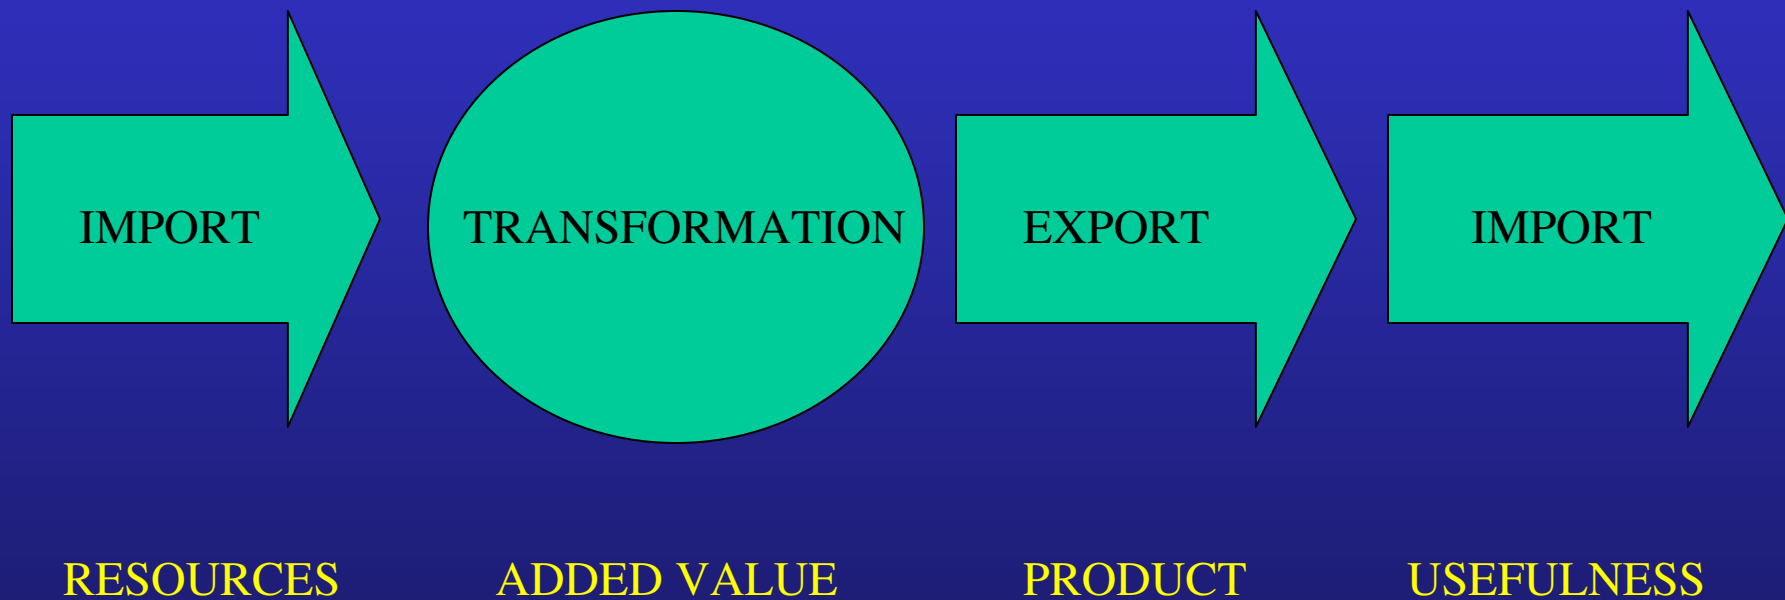 IMPORT TRANSFORMATION EXPORT IMPORT
RESOURCES ADDED VALUE PRODUCT USEFULNESS